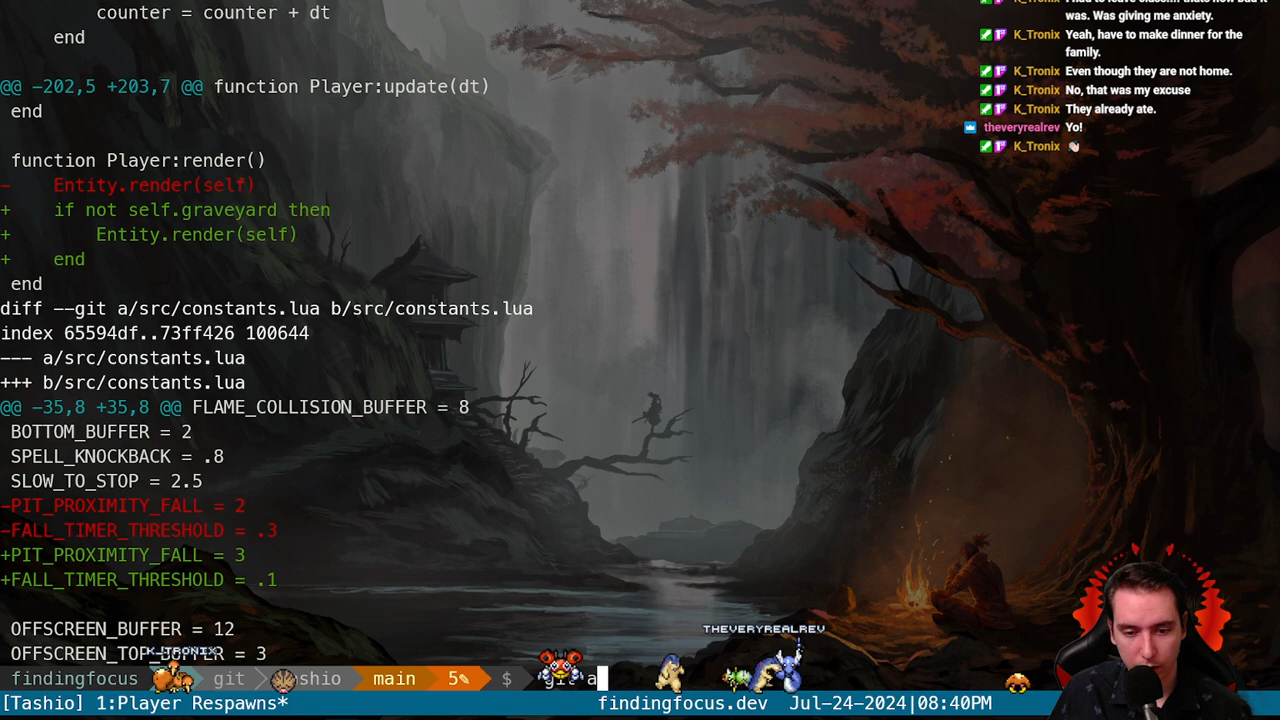 counter = counter + dt
end
@@ -202,5 +203,7 @@ function Player:update(dt)
end
function Player:render()
-    Entity.render(self)
+    if not self.graveyard then
+        Entity.render(self)
+    end
end
diff --git a/src/constants.lua b/src/constants.lua
index 65594df..73ff426 100644
--- a/src/constants.lua
+++ b/src/constants.lua
@@ -35,8 +35,8 @@ FLAME_COLLISION_BUFFER = 8
BOTTOM_BUFFER = 2
SPELL_KNOCKBACK = .8
SLOW_TO_STOP = 2.5
-PIT_PROXIMITY_FALL = 2
-FALL_TIMER_THRESHOLD = .3
+PIT_PROXIMITY_FALL = 3
+FALL_TIMER_THRESHOLD = .1
OFFSCREEN_BUFFER = 12
OFFSCREEN_TOP_BUFFER = 3
findingfocus git shio main 5✎ $ git a
[Tashio] 1:Player Respawns* findingfocus.dev Jul-24-2024|08:40PM
K_Tronix
was. Was giving me anxiety.
K_Tronix Yeah, have to make dinner for the
family.
K_Tronix Even though they are not home.
K_Tronix No, that was my excuse
K_Tronix They already ate.
theveryrealrev Yo!
K_Tronix 👋🏻
THEVERYREALREV
K_TRONIX